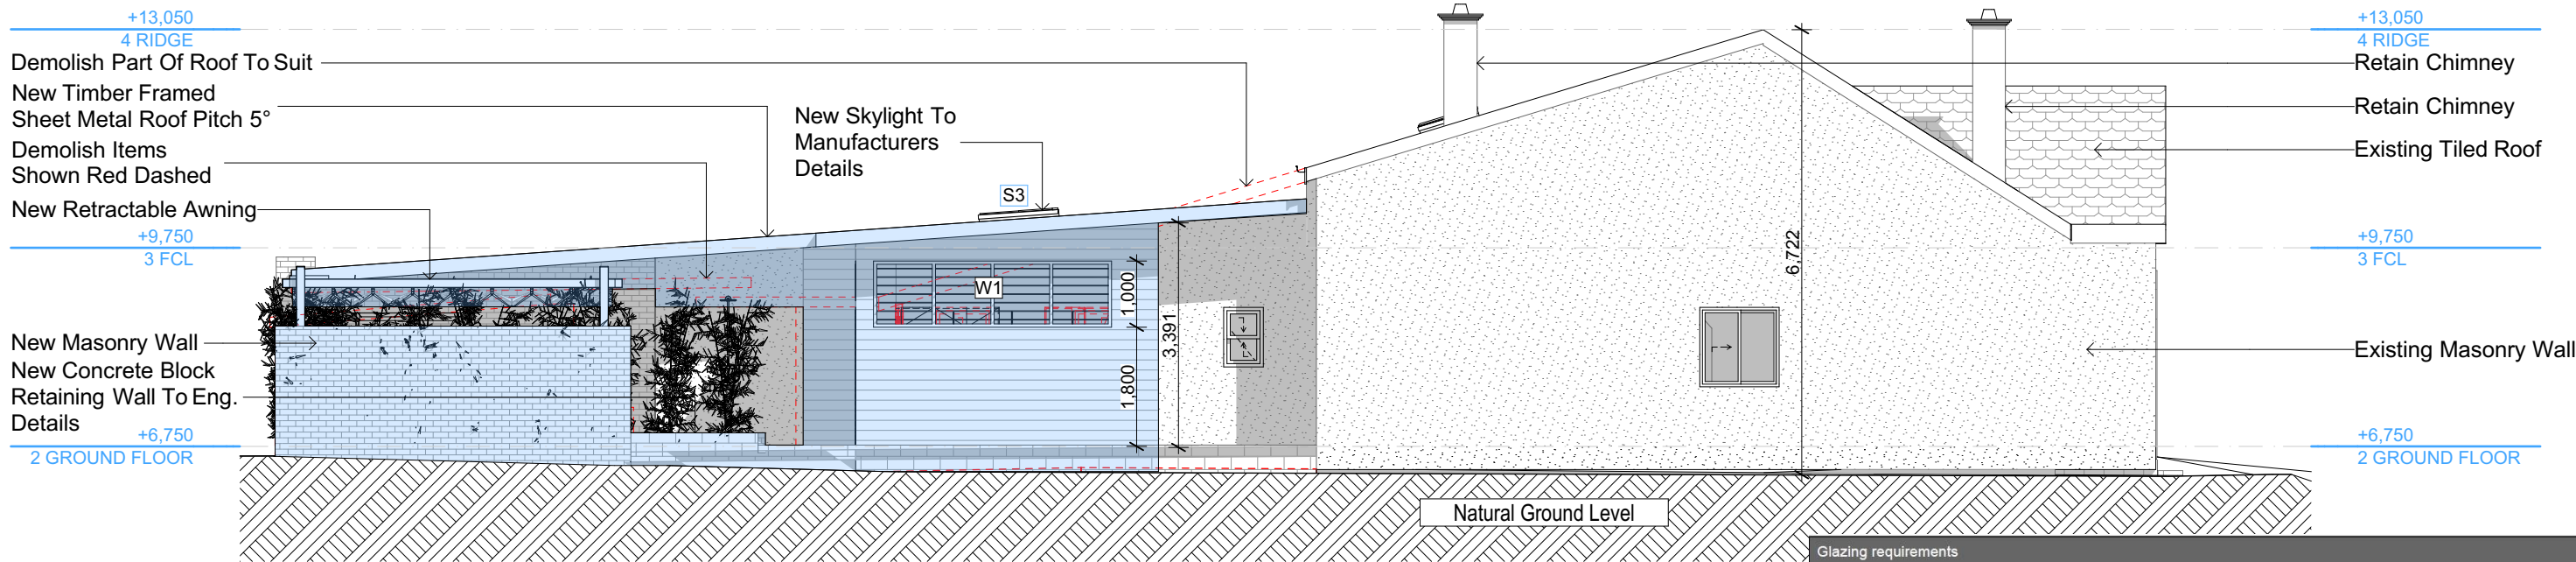 +13,050
4 RIDGE
Demolish Part Of Roof To Suit
New Timber Framed
Sheet Metal Roof Pitch 5°
Demolish Items
Shown Red Dashed
New Retractable Awning
+9,750
3 FCL
New Masonry Wall
New Concrete Block
Retaining Wall To Eng.
Details
+6,750
2 GROUND FLOOR
New Skylight To
Manufacturers
Details
S3
W1
1,000
1,800
3,391
6,722
Natural Ground Level
+13,050
4 RIDGE
Retain Chimney
Retain Chimney
Existing Tiled Roof
+9,750
3 FCL
Existing Masonry Wall
+6,750
2 GROUND FLOOR
Glazing requirements